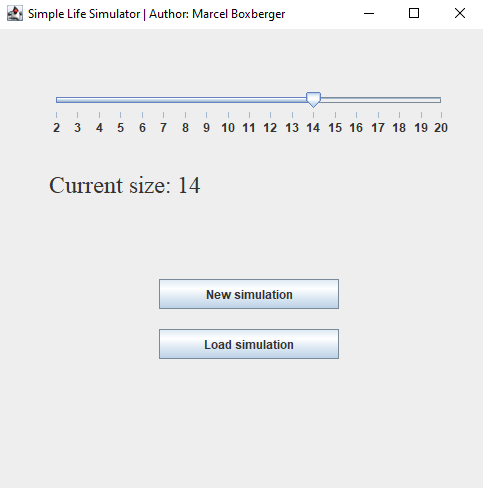 Simple Life Simulator | Author: Marcel Boxberger
2 3 4 5 6 7 8 9 10 11 12 13 14 15 16 17 18 19 20
Current size: 14
New simulation
Load simulation